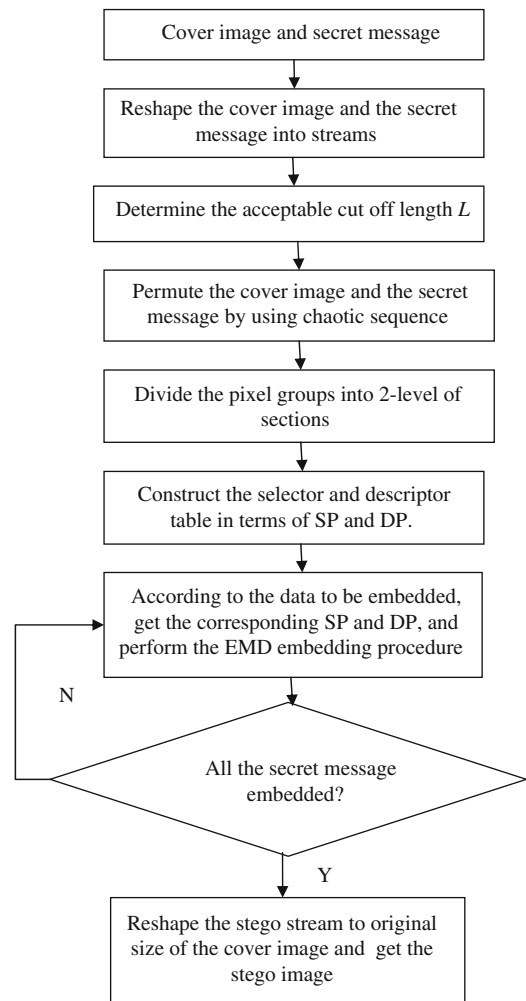 Cover image and secret message
Reshape the cover image and the secret
message into streams
Determine the acceptable cut off length L
Permute the cover image and the secret
message by using chaotic sequence
Divide the pixel groups into 2-level of
sections
Construct the selector and descriptor
table in terms of SP and DP.
According to the data to be embedded,
get the corresponding SP and DP, and
perform the EMD embedding procedure
N
All the secret message
embedded?
Y
Reshape the stego stream to original
size of the cover image and get the
stego image